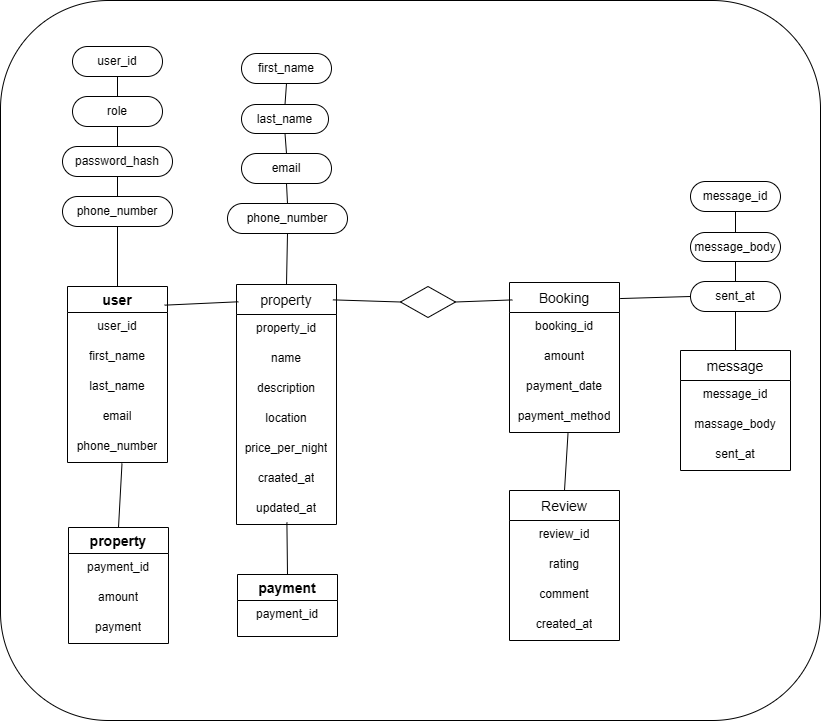 user_id
role
password_hash
phone_number
first_name
last_name
email
phone_number
message_id
message_body
sent_at
user
user_id
first_name
last_name
email
phone_number
property
property_id
name
description
location
price_per_night
craated_at
updated_at
Booking
booking_id
amount
payment_date
payment_method
message
message_id
massage_body
sent_at
property
payment_id
amount
payment
payment
payment_id
Review
review_id
rating
comment
created_at